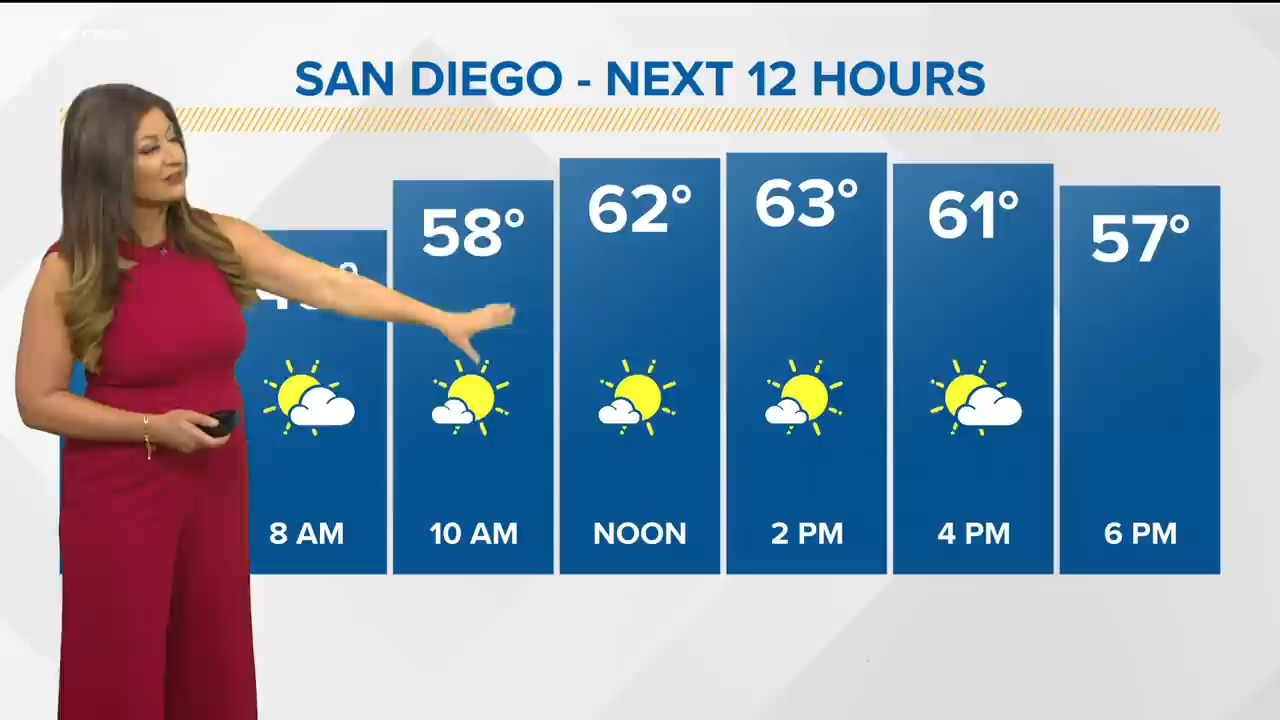 SAN DIEGO - NEXT 12 HOURS
58°
62°
63°
61°
57°
8 AM
10 AM
NOON
2 PM
4 PM
6 PM